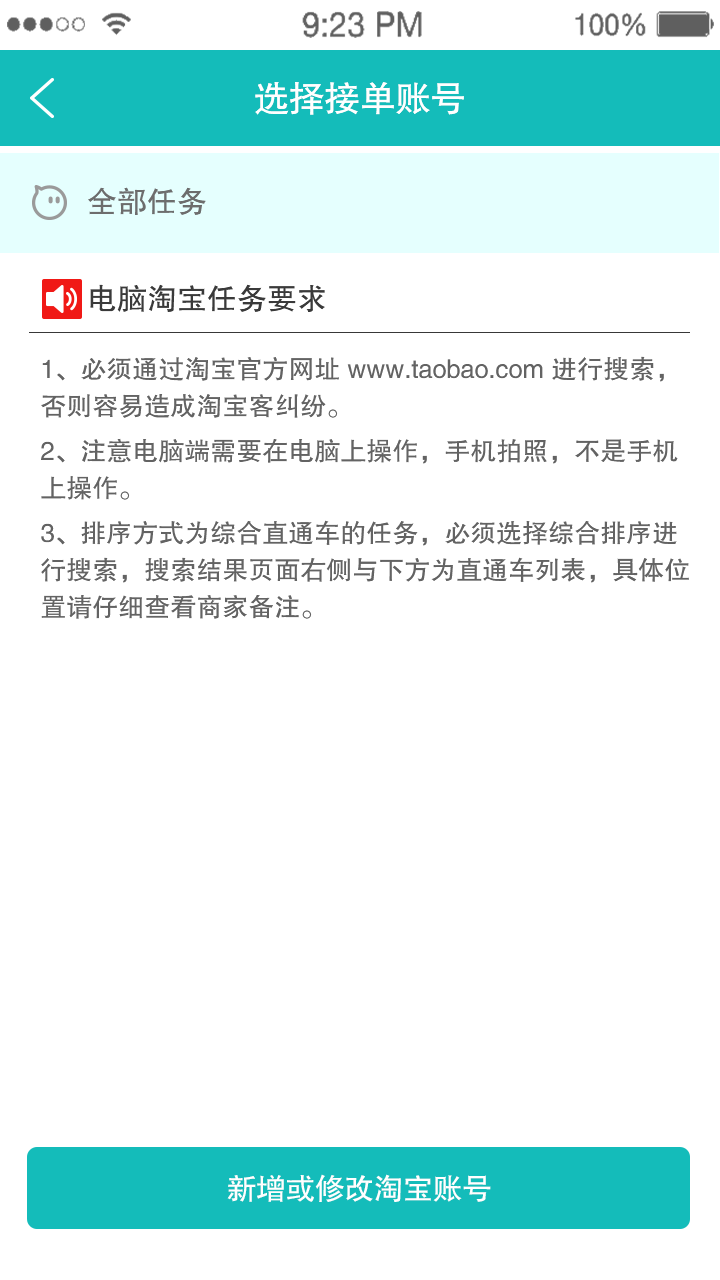 9:23 PM
100%
选择接单账号
全部任务
电脑淘宝任务要求
1、必须通过淘宝官方网址 www.taobao.com 进行搜索，
否则容易造成淘宝客纠纷。
2、注意电脑端需要在电脑上操作，手机拍照，不是手机
上操作。
3、排序方式为综合直通车的任务，必须选择综合排序进
行搜索，搜索结果页面右侧与下方为直通车列表，具体位
置请仔细查看商家备注。
新增或修改淘宝账号